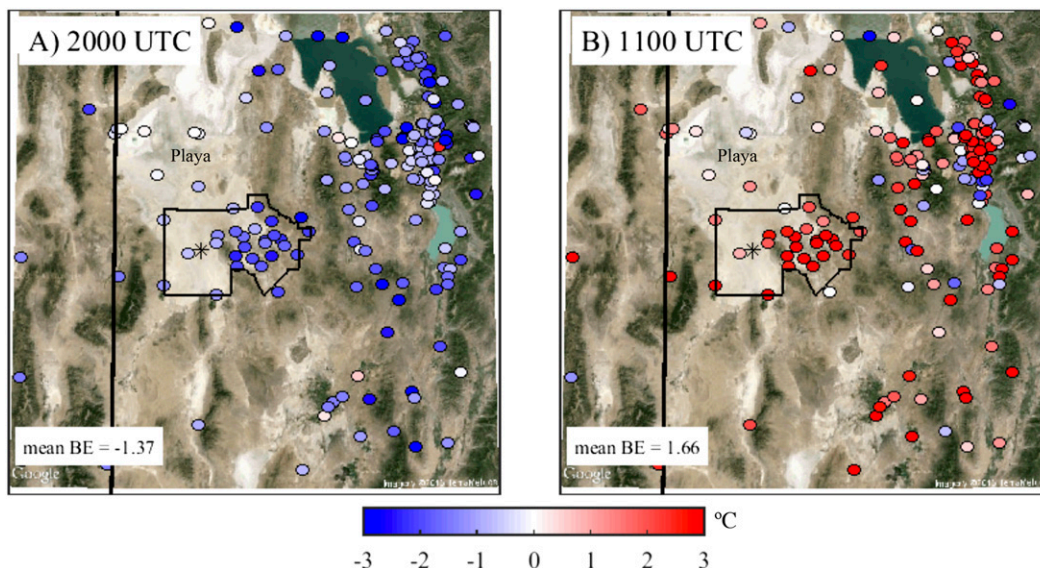 A) 2000 UTC
Playa
mean BE = -1.37
Google
B) 1100 UTC
Playa
mean BE = 1.66
Google
ºC
-3 -2 -1 0 1 2 3